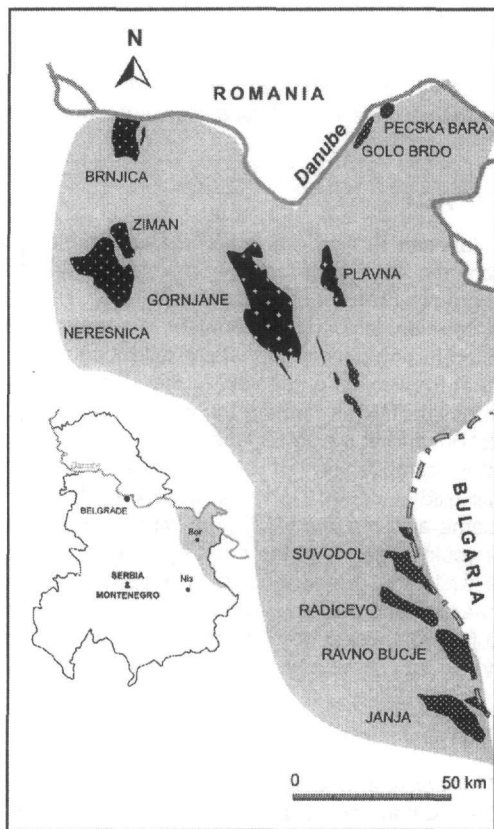 N
ROMANIA
Danube
PECSKA BARA
GOLO BRDO
BRNJICA
ZIMAN
PLAVNA
GORNJANE
NERESNICA
Danube
BELGRADE
Bor
SERBIA
&
MONTENEGRO
Nis
BULGARIA
SUVODOL
RADICEVO
RAVNO BUCJE
JANJA
0 50 km